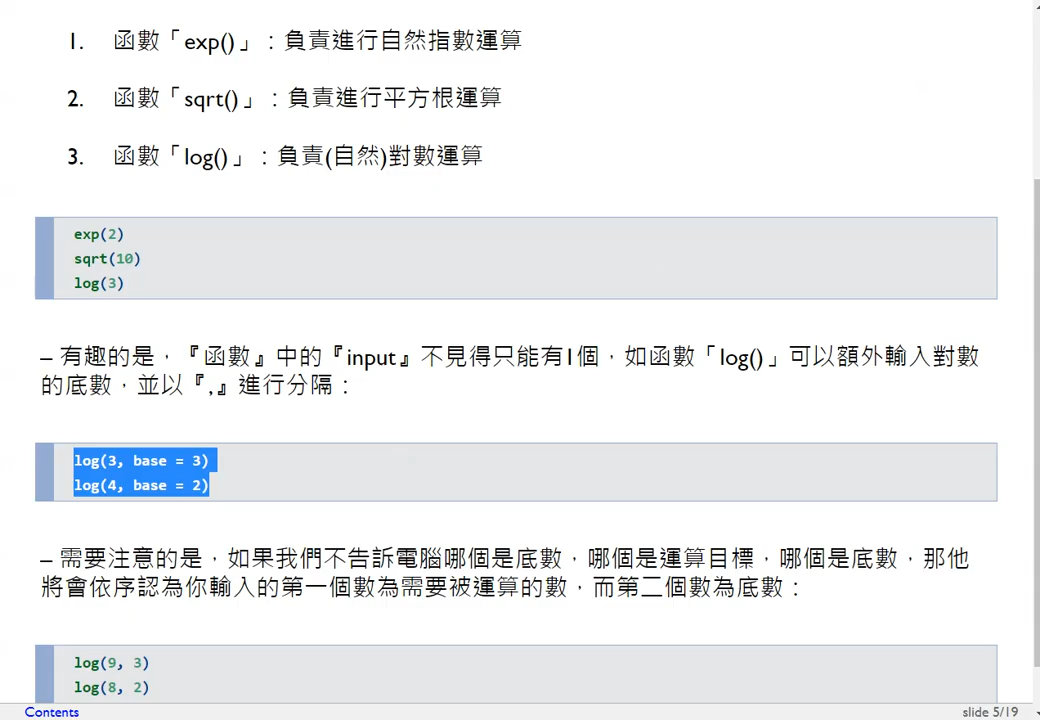 1. 函數「exp()」：負責進行自然指數運算
2. 函數「sqrt()」：負責進行平方根運算
3. 函數「log()」：負責(自然)對數運算
exp(2)
sqrt(10)
log(3)
– 有趣的是，『函數』中的『input』不見得只能有1個，如函數「log()」可以額外輸入對數
的底數，並以『,』進行分隔：
log(3, base = 3)
log(4, base = 2)
– 需要注意的是，如果我們不告訴電腦哪個是底數，哪個是運算目標，哪個是底數，那他
將會依序認為你輸入的第一個數為需要被運算的數，而第二個數為底數：
log(9, 3)
log(8, 2)
Contents
slide 5/19